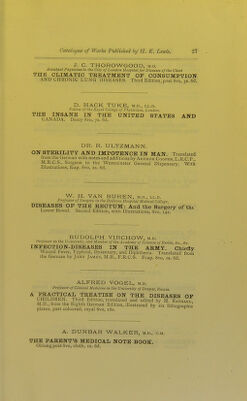 Catalogue of Works Published by H. K. Lewis. 27
J. C. THOROWGOOD, M.D.
Assistant Physician to the City of London Hospital for Diseases of the Chest.
THE CLIMATIC TREATMENT OF CONSUMPTION
AND CHRONIC LUNG DISEASES. Third Edition, post 8vo, 3s. 6d.
D. HACK TUKE, M.D., LL.D.
Fellow of the Royal College of Physicians, London.
THE INSANE IN THE UNITED STATES AND
CANADA. Demy 8vo, 7s. 6d.
DR. R. ULTZMANN.
ON STERILITY AND IMPOTENCE IN MAN. Translated
from the German with notes and additions by ARTHUR COOPER, L.R.C.P.,
M.R.C.S., Surgeon to the Westminster General Dispensary. With
Illustrations, fcap. 8vo, 2s. 6d.
W. H. VAN BUREN, M.D., LL.D.
Professor of Surgery in the Bellevue Hospital Medical College.
DISEASES OF THE RECTUM: And the Surgery of the
Lower Bowel. Second Edition, with Illustrations, 8vo, 14s.
RUDOLPH VIRCHOW, M.D.
Professor in the University, and Member of the Academy of Sciences of Berlin, &c., &c.
INFECTION-DISEASES IN THE ARMY, Chiefly
Wound Fever, Typhoid, Dysentery, and Diphtheria. Translated from
the German by JOHN JAMES, M.B., F.R.C.S. Fcap. 8vo, 1s. 6d.
ALFRED VOGEL, M.D.
Professor of Clinical Medicine in the University of Dorpat, Russia.
A PRACTICAL TREATISE ON THE DISEASES OF
CHILDREN. Third Edition, translated and edited by H. RAPHAEL,
M.D., from the Eighth German Edition, illustrated by six lithographic
plates, part coloured, royal 8vo, 18s.
A. DUNBAR WALKER, M.D., C.M.
THE PARENT'S MEDICAL NOTE BOOK.
Oblong post 8vo, cloth, 1s. 6d.